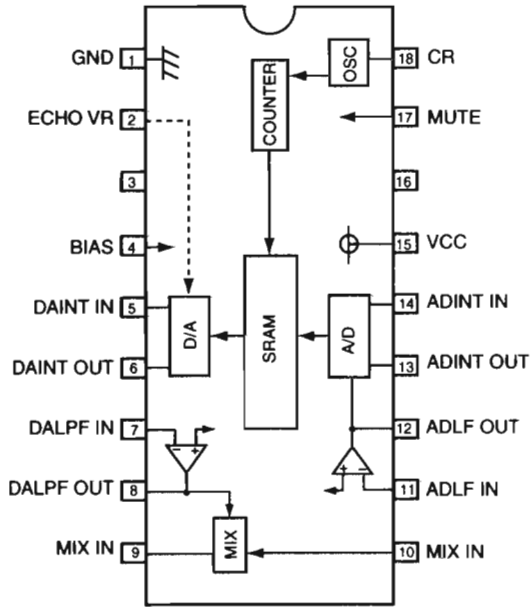 GND 1
18 CR
OSC
COUNTER
ECHO VR 2
17 MUTE
3
16
BIAS 4
15 VCC
DAINT IN 5
14 ADINT IN
D/A
SRAM
A/D
DAINT OUT 6
13 ADINT OUT
DALPF IN 7
- +
12 ADLF OUT
+ -
DALPF OUT 8
11 ADLF IN
MIX IN 9
MIX
10 MIX IN